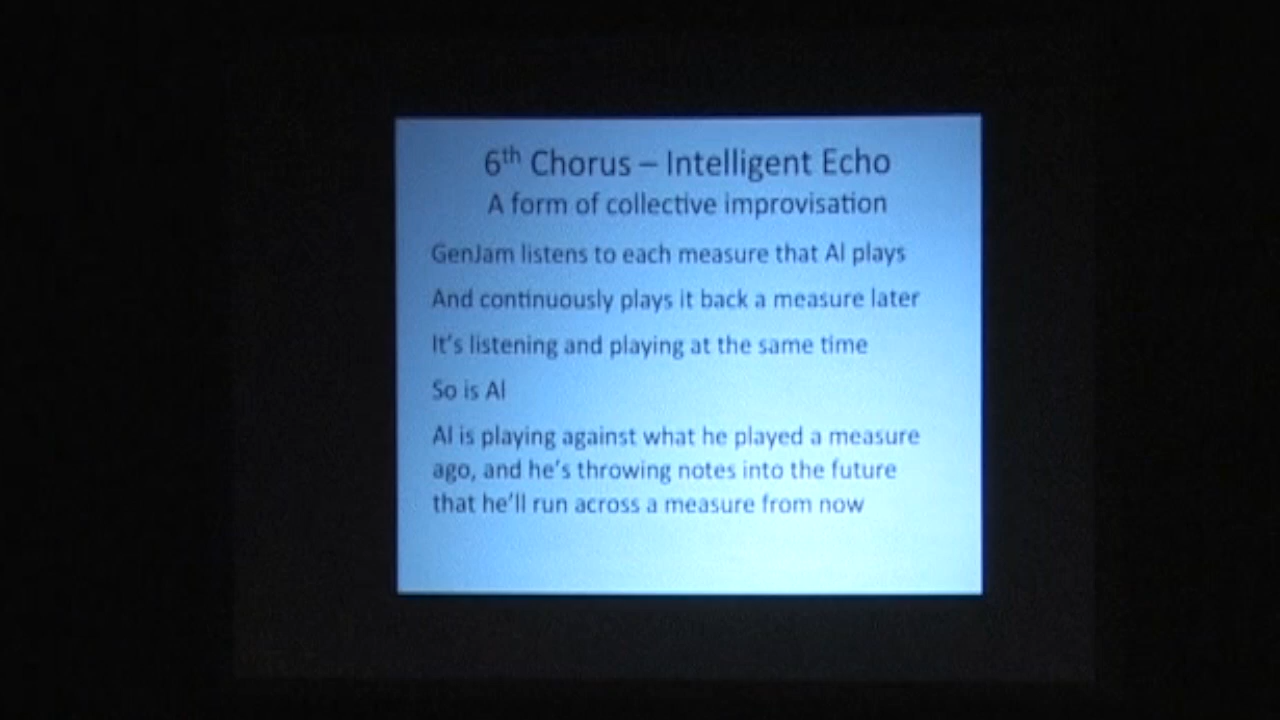 6th Chorus – Intelligent Echo
A form of collective improvisation
GenJam listens to each measure that Al plays
And continuously plays it back a measure later
It's listening and playing at the same time
So is Al
Al is playing against what he played a measure
ago, and he's throwing notes into the future
that he'll run across a measure from now